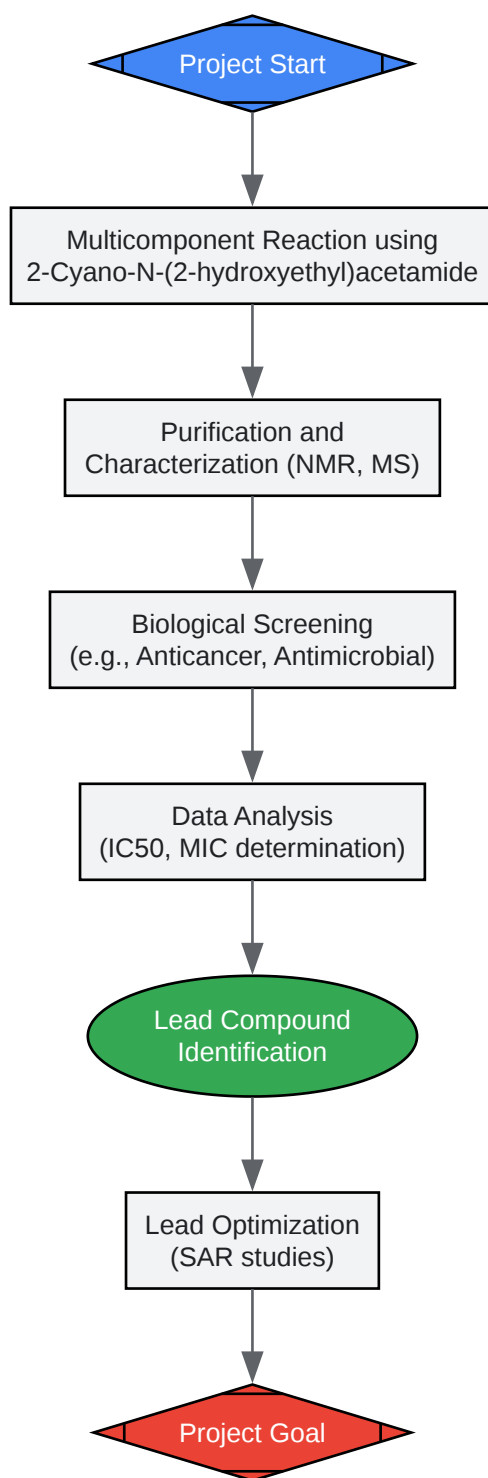 Project Start
Multicomponent Reaction using
2-Cyano-N-(2-hydroxyethyl)acetamide
Purification and
Characterization (NMR, MS)
Biological Screening
(e.g., Anticancer, Antimicrobial)
Data Analysis
(IC50, MIC determination)
Lead Compound
Identification
Lead Optimization
(SAR studies)
Project Goal